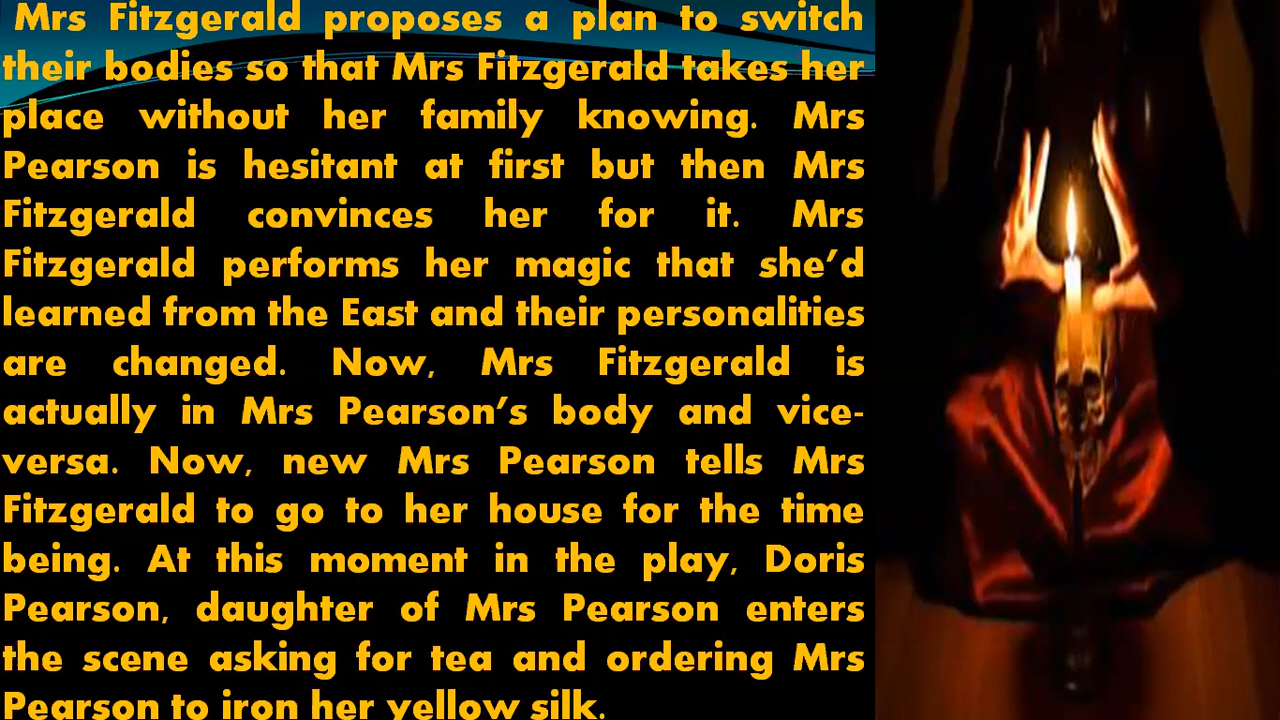 Mrs Fitzgerald proposes a plan to switch
their bodies so that Mrs Fitzgerald takes her
place without her family knowing. Mrs
Pearson is hesitant at first but then Mrs
Fitzgerald convinces her for it. Mrs
Fitzgerald performs her magic that she’d
learned from the East and their personalities
are changed. Now, Mrs Fitzgerald is
actually in Mrs Pearson’s body and vice-
versa. Now, new Mrs Pearson tells Mrs
Fitzgerald to go to her house for the time
being. At this moment in the play, Doris
Pearson, daughter of Mrs Pearson enters
the scene asking for tea and ordering Mrs
Pearson to iron her yellow silk.